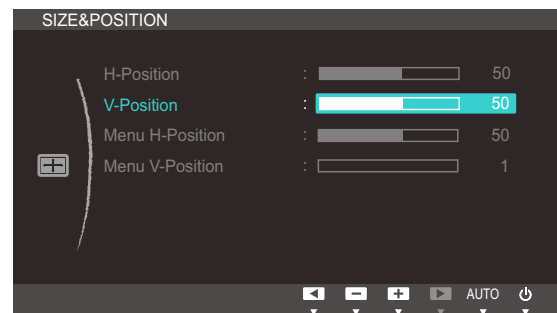 SIZE&POSITION
H-Position : 50
V-Position : 50
Menu H-Position : 50
Menu V-Position : 1
AUTO